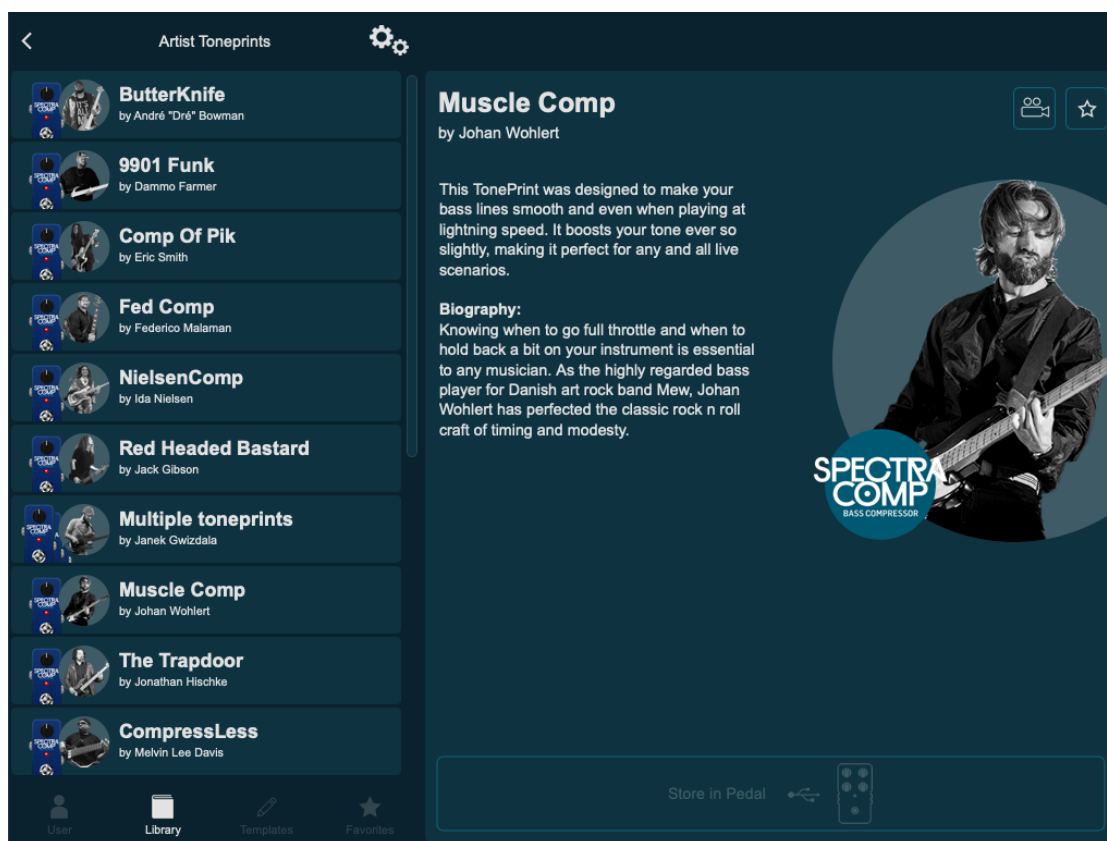 Artist Toneprints
ButterKnife
by André "Dré" Bowman
9901 Funk
by Dammo Farmer
Comp Of Pik
by Eric Smith
Fed Comp
by Federico Malaman
NielsenComp
by Ida Nielsen
Red Headed Bastard
by Jack Gibson
Multiple toneprints
by Janek Gwizdala
Muscle Comp
by Johan Wohlert
The Trapdoor
by Jonathan Hischke
CompressLess
by Melvin Lee Davis
User
Library
Templates
Favorites
Muscle Comp
by Johan Wohlert
This TonePrint was designed to make your
bass lines smooth and even when playing at
lightning speed. It boosts your tone ever so
slightly, making it perfect for any and all live
scenarios.
Biography:
Knowing when to go full throttle and when to
hold back a bit on your instrument is essential
to any musician. As the highly regarded bass
player for Danish art rock band Mew, Johan
Wohlert has perfected the classic rock n roll
craft of timing and modesty.
SPECTRA
COMP
BASS COMPRESSOR
Store in Pedal